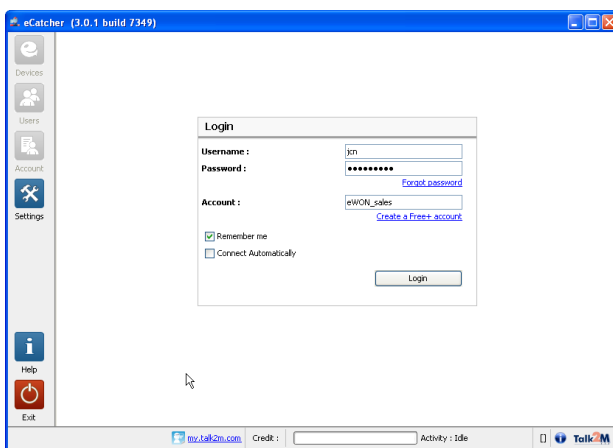 eCatcher (3.0.1 build 7349)
Devices
Users
Account
Settings
Help
Exit
Login
Username :
jcn
Password :
•••••••••
Forgot password
Account :
eWON_sales
Create a Free+ account
Remember me
Connect Automatically
Login
my.talk2m.com Credit : Activity : Idle Talk2M